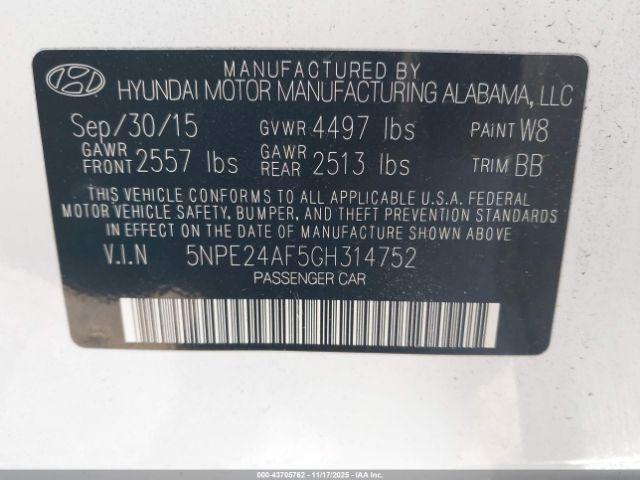 MANUFACTURED BY
HYUNDAI MOTOR MANUFACTURING ALABAMA, LLC
Sep/30/15 GVWR 4497 lbs PAINT W8
GAWR FRONT 2557 lbs GAWR REAR 2513 lbs TRIM BB
THIS VEHICLE CONFORMS TO ALL APPLICABLE U.S.A. FEDERAL
MOTOR VEHICLE SAFETY, BUMPER, AND THEFT PREVENTION STANDARDS
IN EFFECT ON THE DATE OF MANUFACTURE SHOWN ABOVE.
V.I.N 5NPE24AF5GH314752
PASSENGER CAR
000-43705762 - 11/17/2025 - IAAI.COM